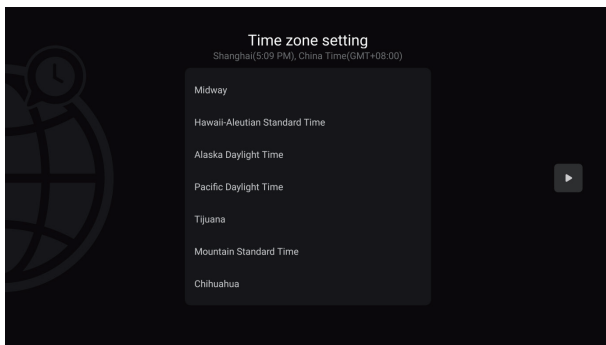 Time zone setting
Shanghai(5:09 PM), China Time(GMT+08:00)
Midway
Hawaii-Aleutian Standard Time
Alaska Daylight Time
Pacific Daylight Time
Tijuana
Mountain Standard Time
Chihuahua